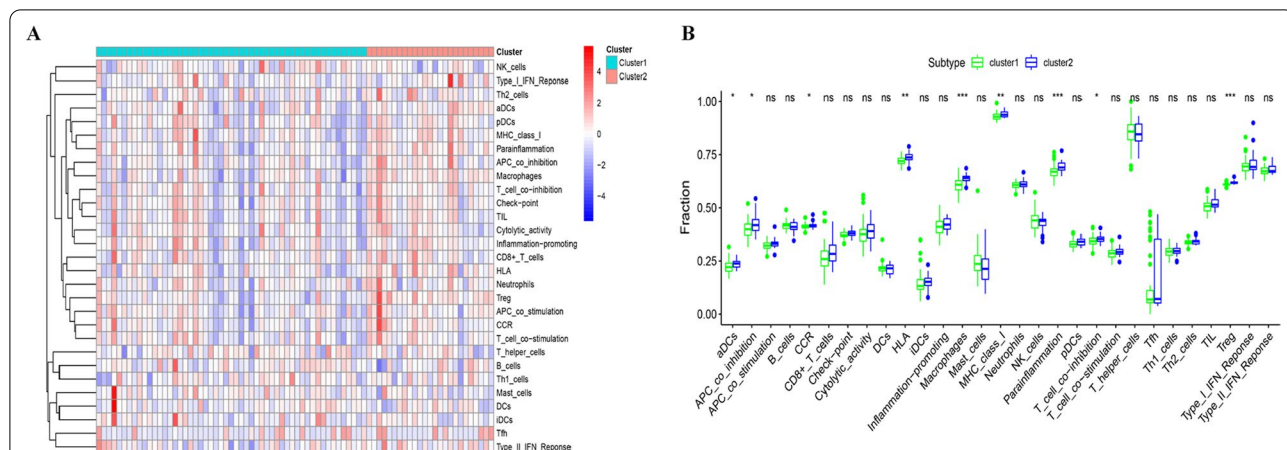 A
Cluster
NK_cells
Type_I_IFN_Reponse
Th2_cells
aDCs
pDCs
MHC_class_I
Parainflammation
APC_co_inhibition
Macrophages
T_cell_co-inhibition
Check-point
TIL
Cytolytic_activity
Inflammation-promoting
CD8+_T_cells
HLA
Neutrophils
Treg
APC_co_stimulation
CCR
T_cell_co-stimulation
T_helper_cells
B_cells
Th1_cells
Mast_cells
DCs
iDCs
Tfh
Type_II_IFN_Reponse
4
2
0
-2
-4
Cluster
Cluster1
Cluster2
B
Subtype cluster1 cluster2
* * ns ns * ns ns ns ns ** ns ns *** ns ** ns ns *** ns * ns ns ns ns ns ns *** ns ns
Fraction
1.00
0.75
0.50
0.25
0.00
aDCs
APC_co_inhibition
APC_co_stimulation
B_cells
CCR
CD8+_T_cells
Check-point
Cytolytic_activity
DCs
HLA
iDCs
Inflammation-promoting
Macrophages
Mast_cells
MHC_class_I
Neutrophils
NK_cells
Parainflammation
pDCs
T_cell_co-inhibition
T_cell_co-stimulation
T_helper_cells
Tfh
Th1_cells
Th2_cells
TIL
Treg
Type_I_IFN_Reponse
Type_II_IFN_Reponse